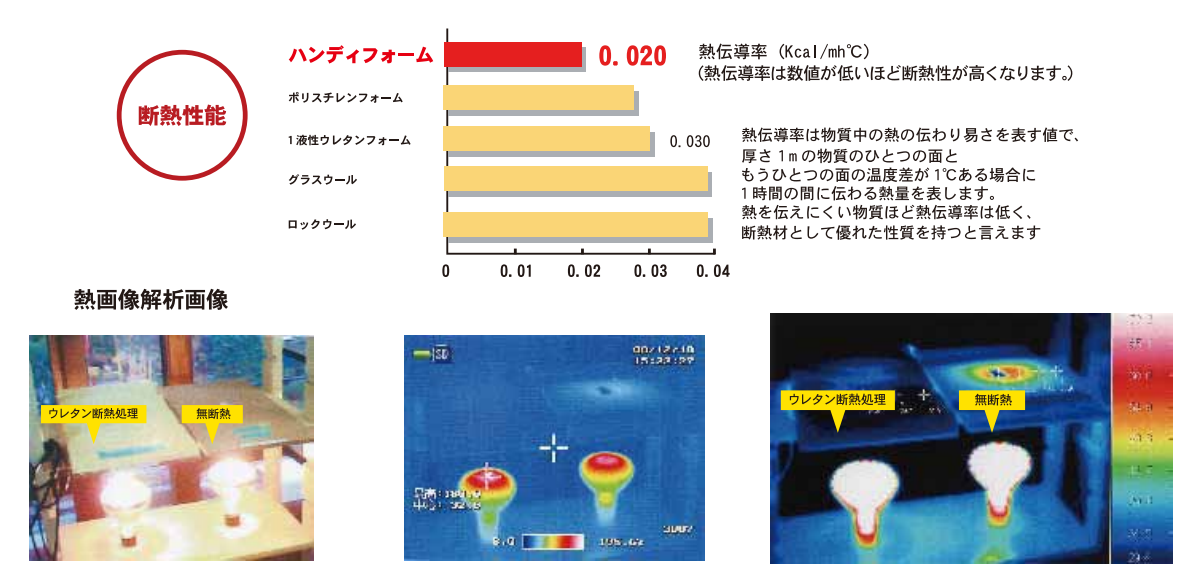 断熱性能
ハンディフォーム
0.020
ポリスチレンフォーム
1液性ウレタンフォーム
0.030
グラスウール
ロックウール
0
0.01
0.02
0.03
0.04
熱伝導率（Kcal/mh℃）
（熱伝導率は数値が低いほど断熱性が高くなります。）
熱伝導率は物質中の熱の伝わり易さを表す値で、
厚さ1mの物質のひとつの面と
もうひとつの面の温度差が1℃ある場合に
1時間の間に伝わる熱量を表します。
熱を伝えにくい物質ほど熱伝導率は低く、
断熱材として優れた性質を持つと言えます
熱画像解析画像
ウレタン断熱処理
無断熱
SD
ウレタン断熱処理
無断熱